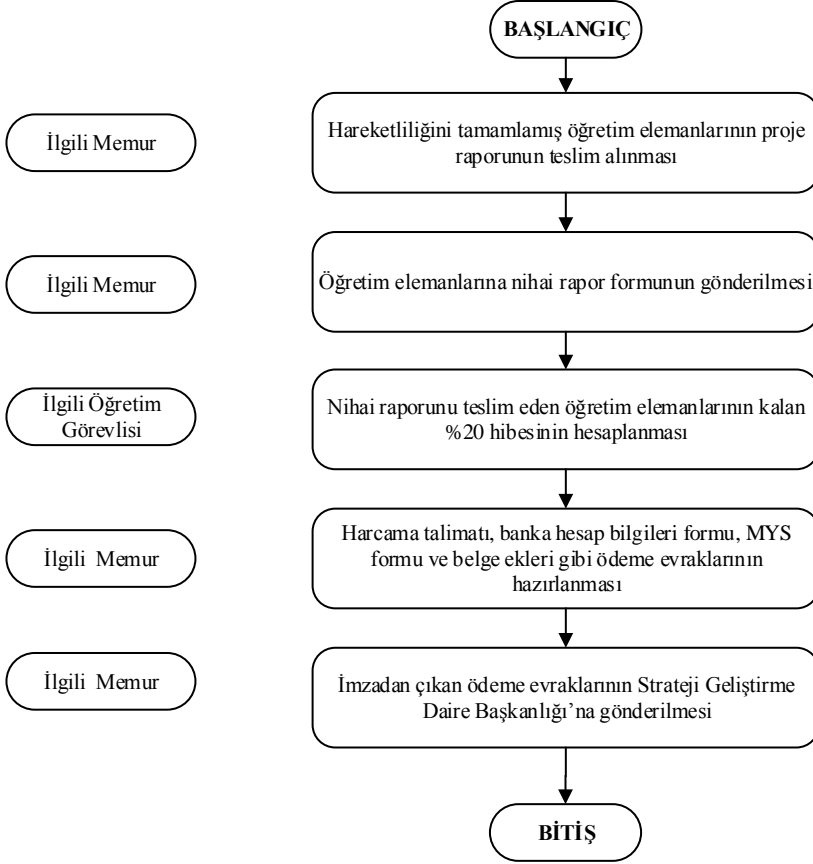 BAŞLANGIÇ
İlgili Memur
Hareketliliğini tamamlamış öğretim elemanlarının proje
raporunun teslim alınması
İlgili Memur
Öğretim elemanlarına nihai rapor formunun gönderilmesi
İlgili Öğretim
Görevlisi
Nihai raporunu teslim eden öğretim elemanlarının kalan
%20 hibesinin hesaplanması
İlgili Memur
Harcama talimatı, banka hesap bilgileri formu, MYS
formu ve belge ekleri gibi ödeme evraklarının
hazırlanması
İlgili Memur
İmzadan çıkan ödeme evraklarının Strateji Geliştirme
Daire Başkanlığı’na gönderilmesi
BİTİŞ